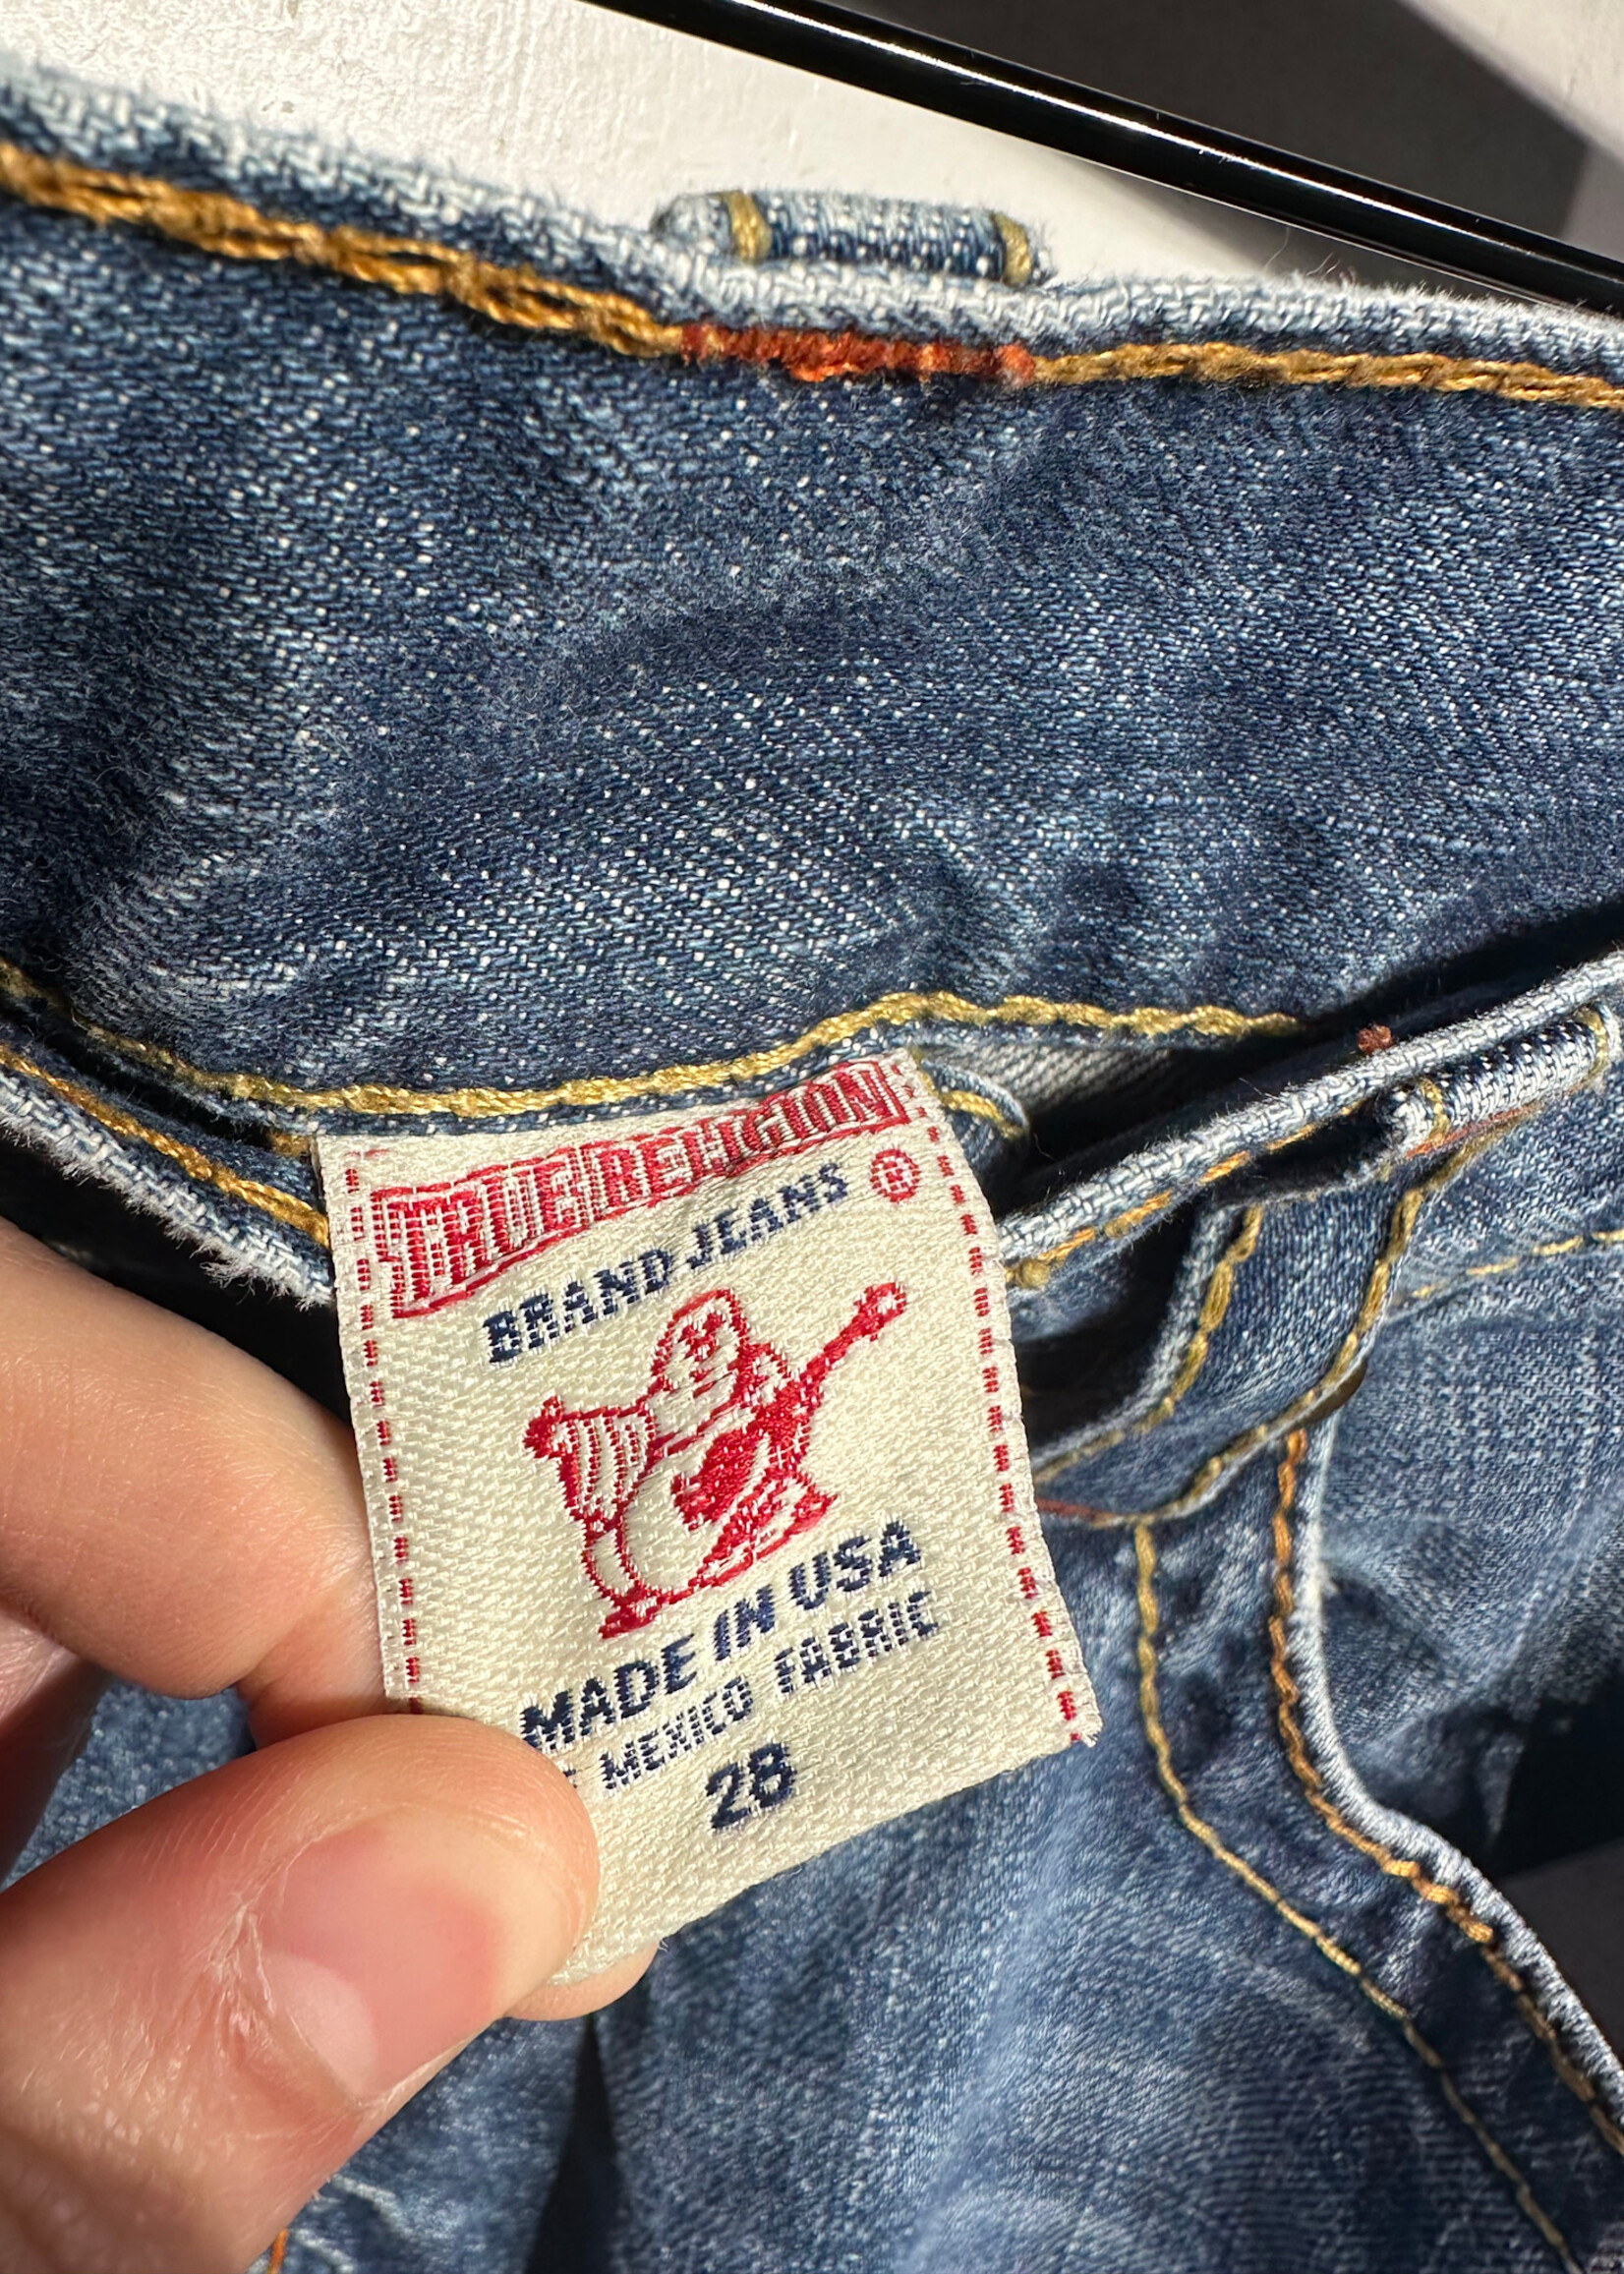 TRUE RELIGION
BRAND JEANS ®
MADE IN USA
MEXICO FABRIC
28